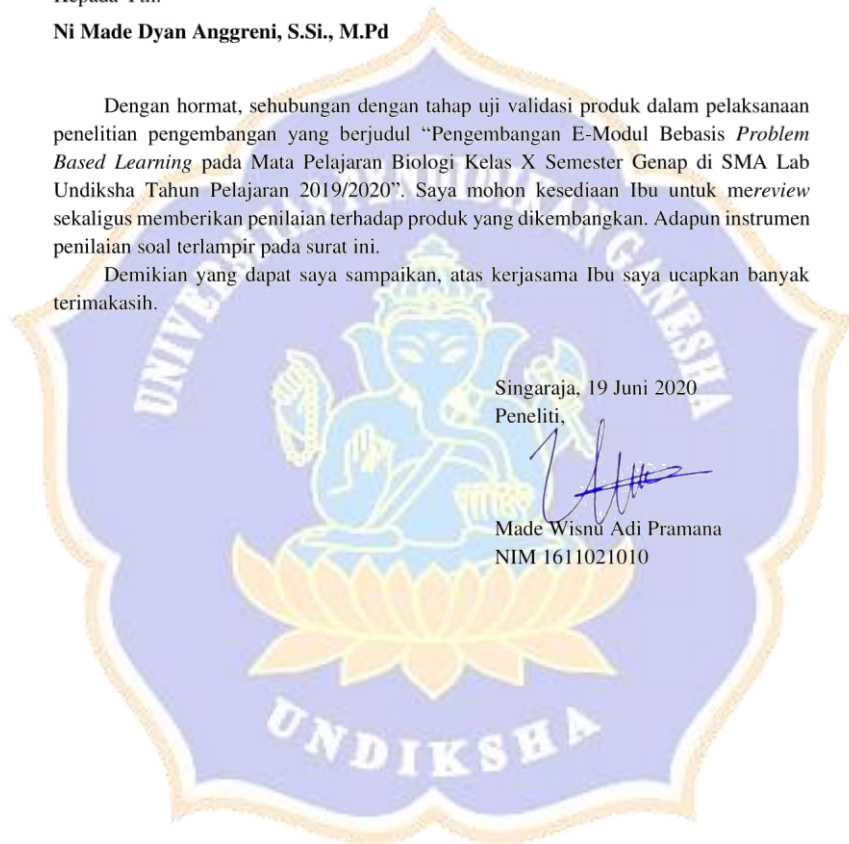 Kepada Yth.
Ni Made Dyan Anggreni, S.Si., M.Pd
Dengan hormat, sehubungan dengan tahap uji validasi produk dalam pelaksanaan
penelitian pengembangan yang berjudul “Pengembangan E-Modul Bebasis Problem
Based Learning pada Mata Pelajaran Biologi Kelas X Semester Genap di SMA Lab
Undiksha Tahun Pelajaran 2019/2020”. Saya mohon kesediaan Ibu untuk mereview
sekaligus memberikan penilaian terhadap produk yang dikembangkan. Adapun instrumen
penilaian soal terlampir pada surat ini.
Demikian yang dapat saya sampaikan, atas kerjasama Ibu saya ucapkan banyak
terimakasih.
Singaraja, 19 Juni 2020
Peneliti,
Made Wisnu Adi Pramana
NIM 1611021010
UNIVERSITAS PENDIDIKAN GANESHA
UNDIKSHA